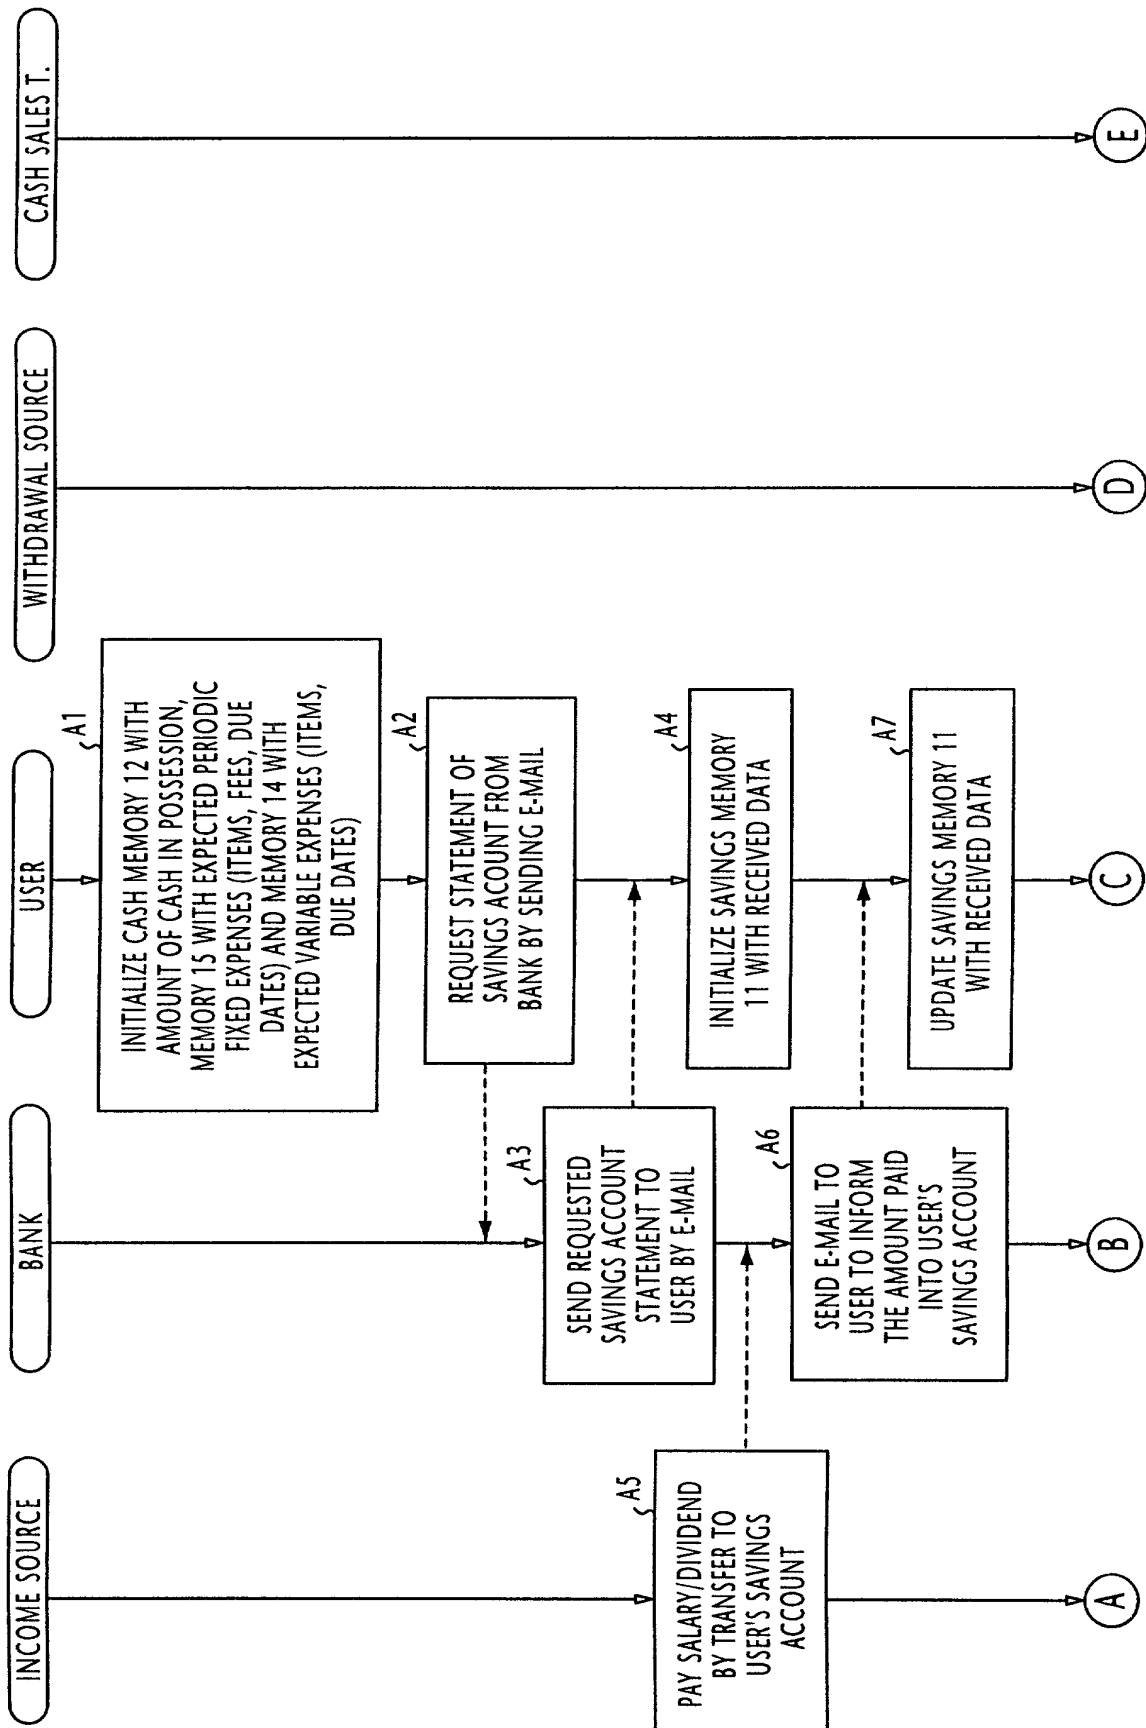 INCOME SOURCE
BANK
USER
WITHDRAWAL SOURCE
CASH SALES T.
A1
INITIALIZE CASH MEMORY 12 WITH
AMOUNT OF CASH IN POSSESSION,
MEMORY 15 WITH EXPECTED PERIODIC
FIXED EXPENSES (ITEMS, FEES, DUE
DATES) AND MEMORY 14 WITH
EXPECTED VARIABLE EXPENSES (ITEMS,
DUE DATES)
A2
REQUEST STATEMENT OF
SAVINGS ACOUNT FROM
BANK BY SENDING E-MAIL
A3
SEND REQUESTED
SAVINGS ACCOUNT
STATEMENT TO
USER BY E-MAIL
A4
INITIALIZE SAVINGS MEMORY
11 WITH RECEIVED DATA
A5
PAY SALARY/DIVIDEND
BY TRANSFER TO
USER'S SAVINGS
ACCOUNT
A6
SEND E-MAIL TO
USER TO INFORM
THE AMOUNT PAID
INTO USER'S
SAVINGS ACCOUNT
A7
UPDATE SAVINGS MEMORY 11
WITH RECEIVED DATA
A
B
C
D
E